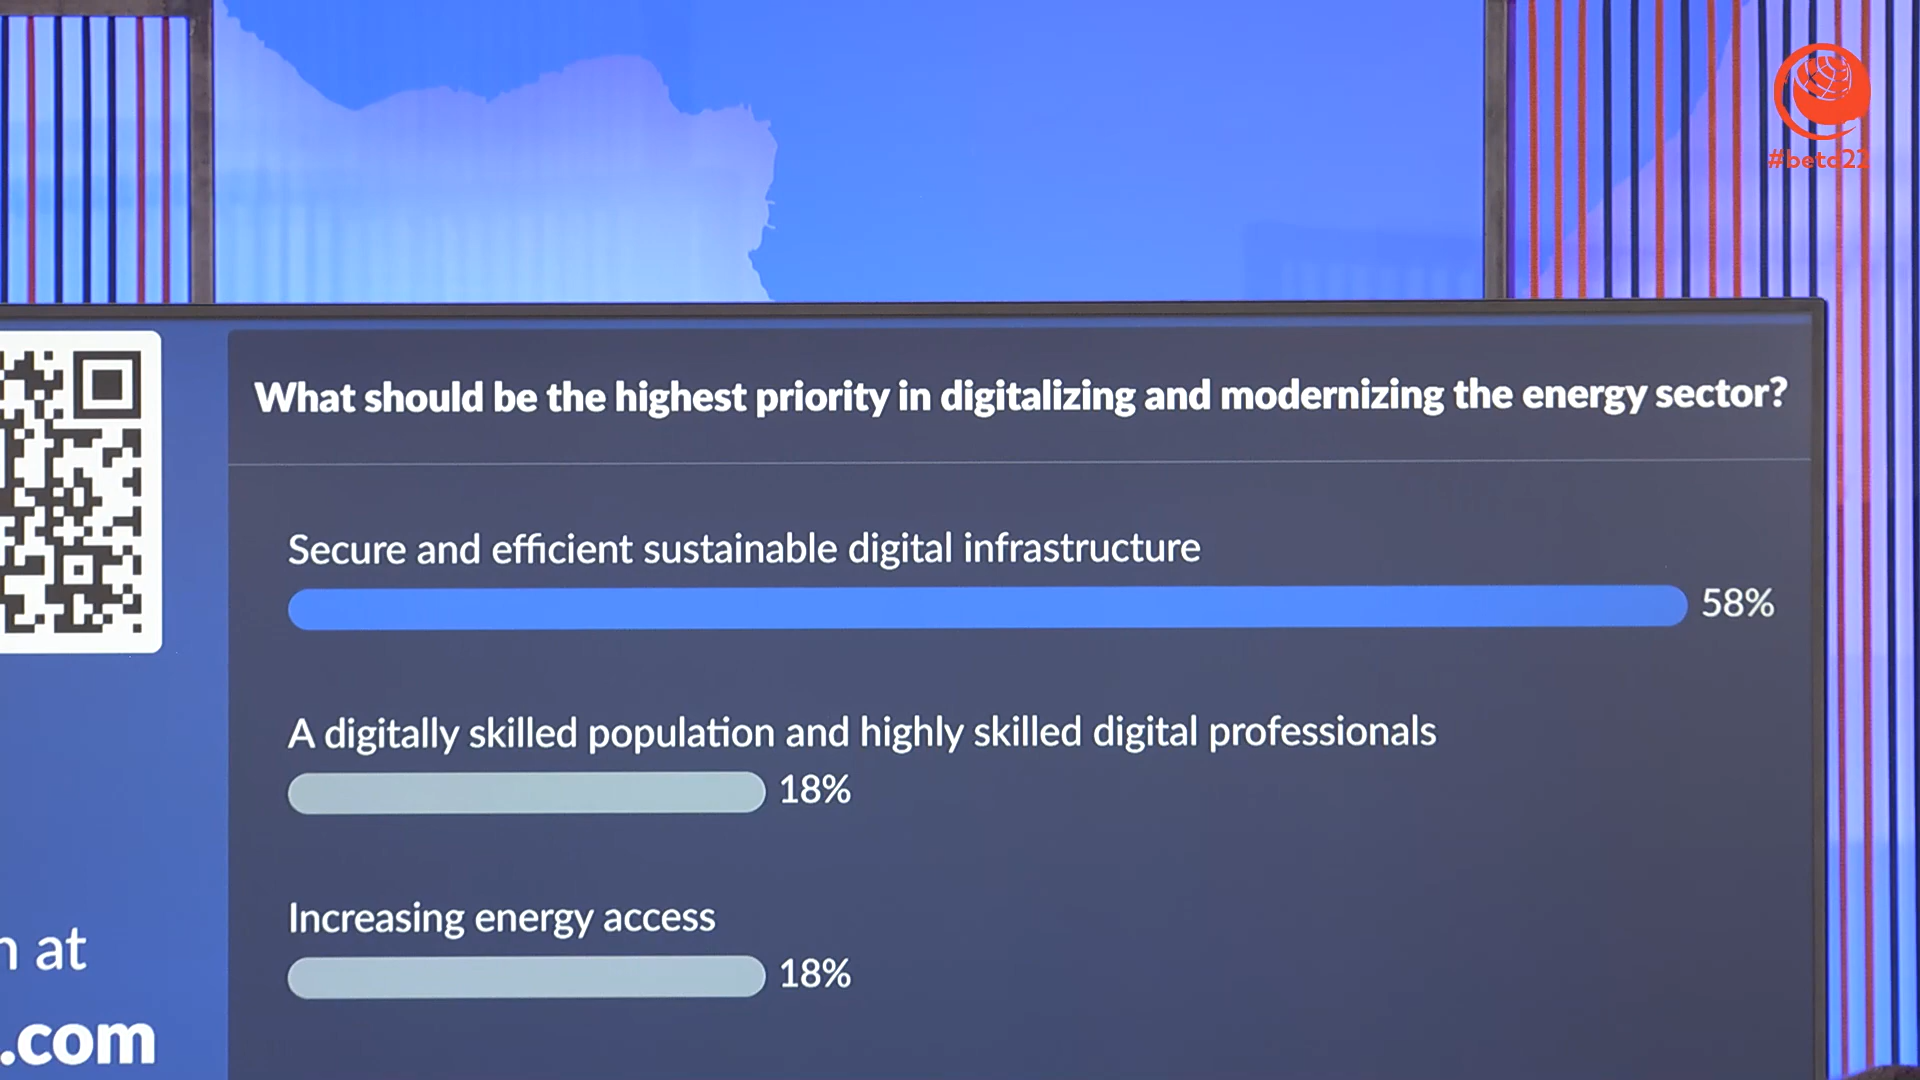 #betd22
What should be the highest priority in digitalizing and modernizing the energy sector?
Secure and efficient sustainable digital infrastructure
58%
A digitally skilled population and highly skilled digital professionals
18%
Increasing energy access
18%
at
.com